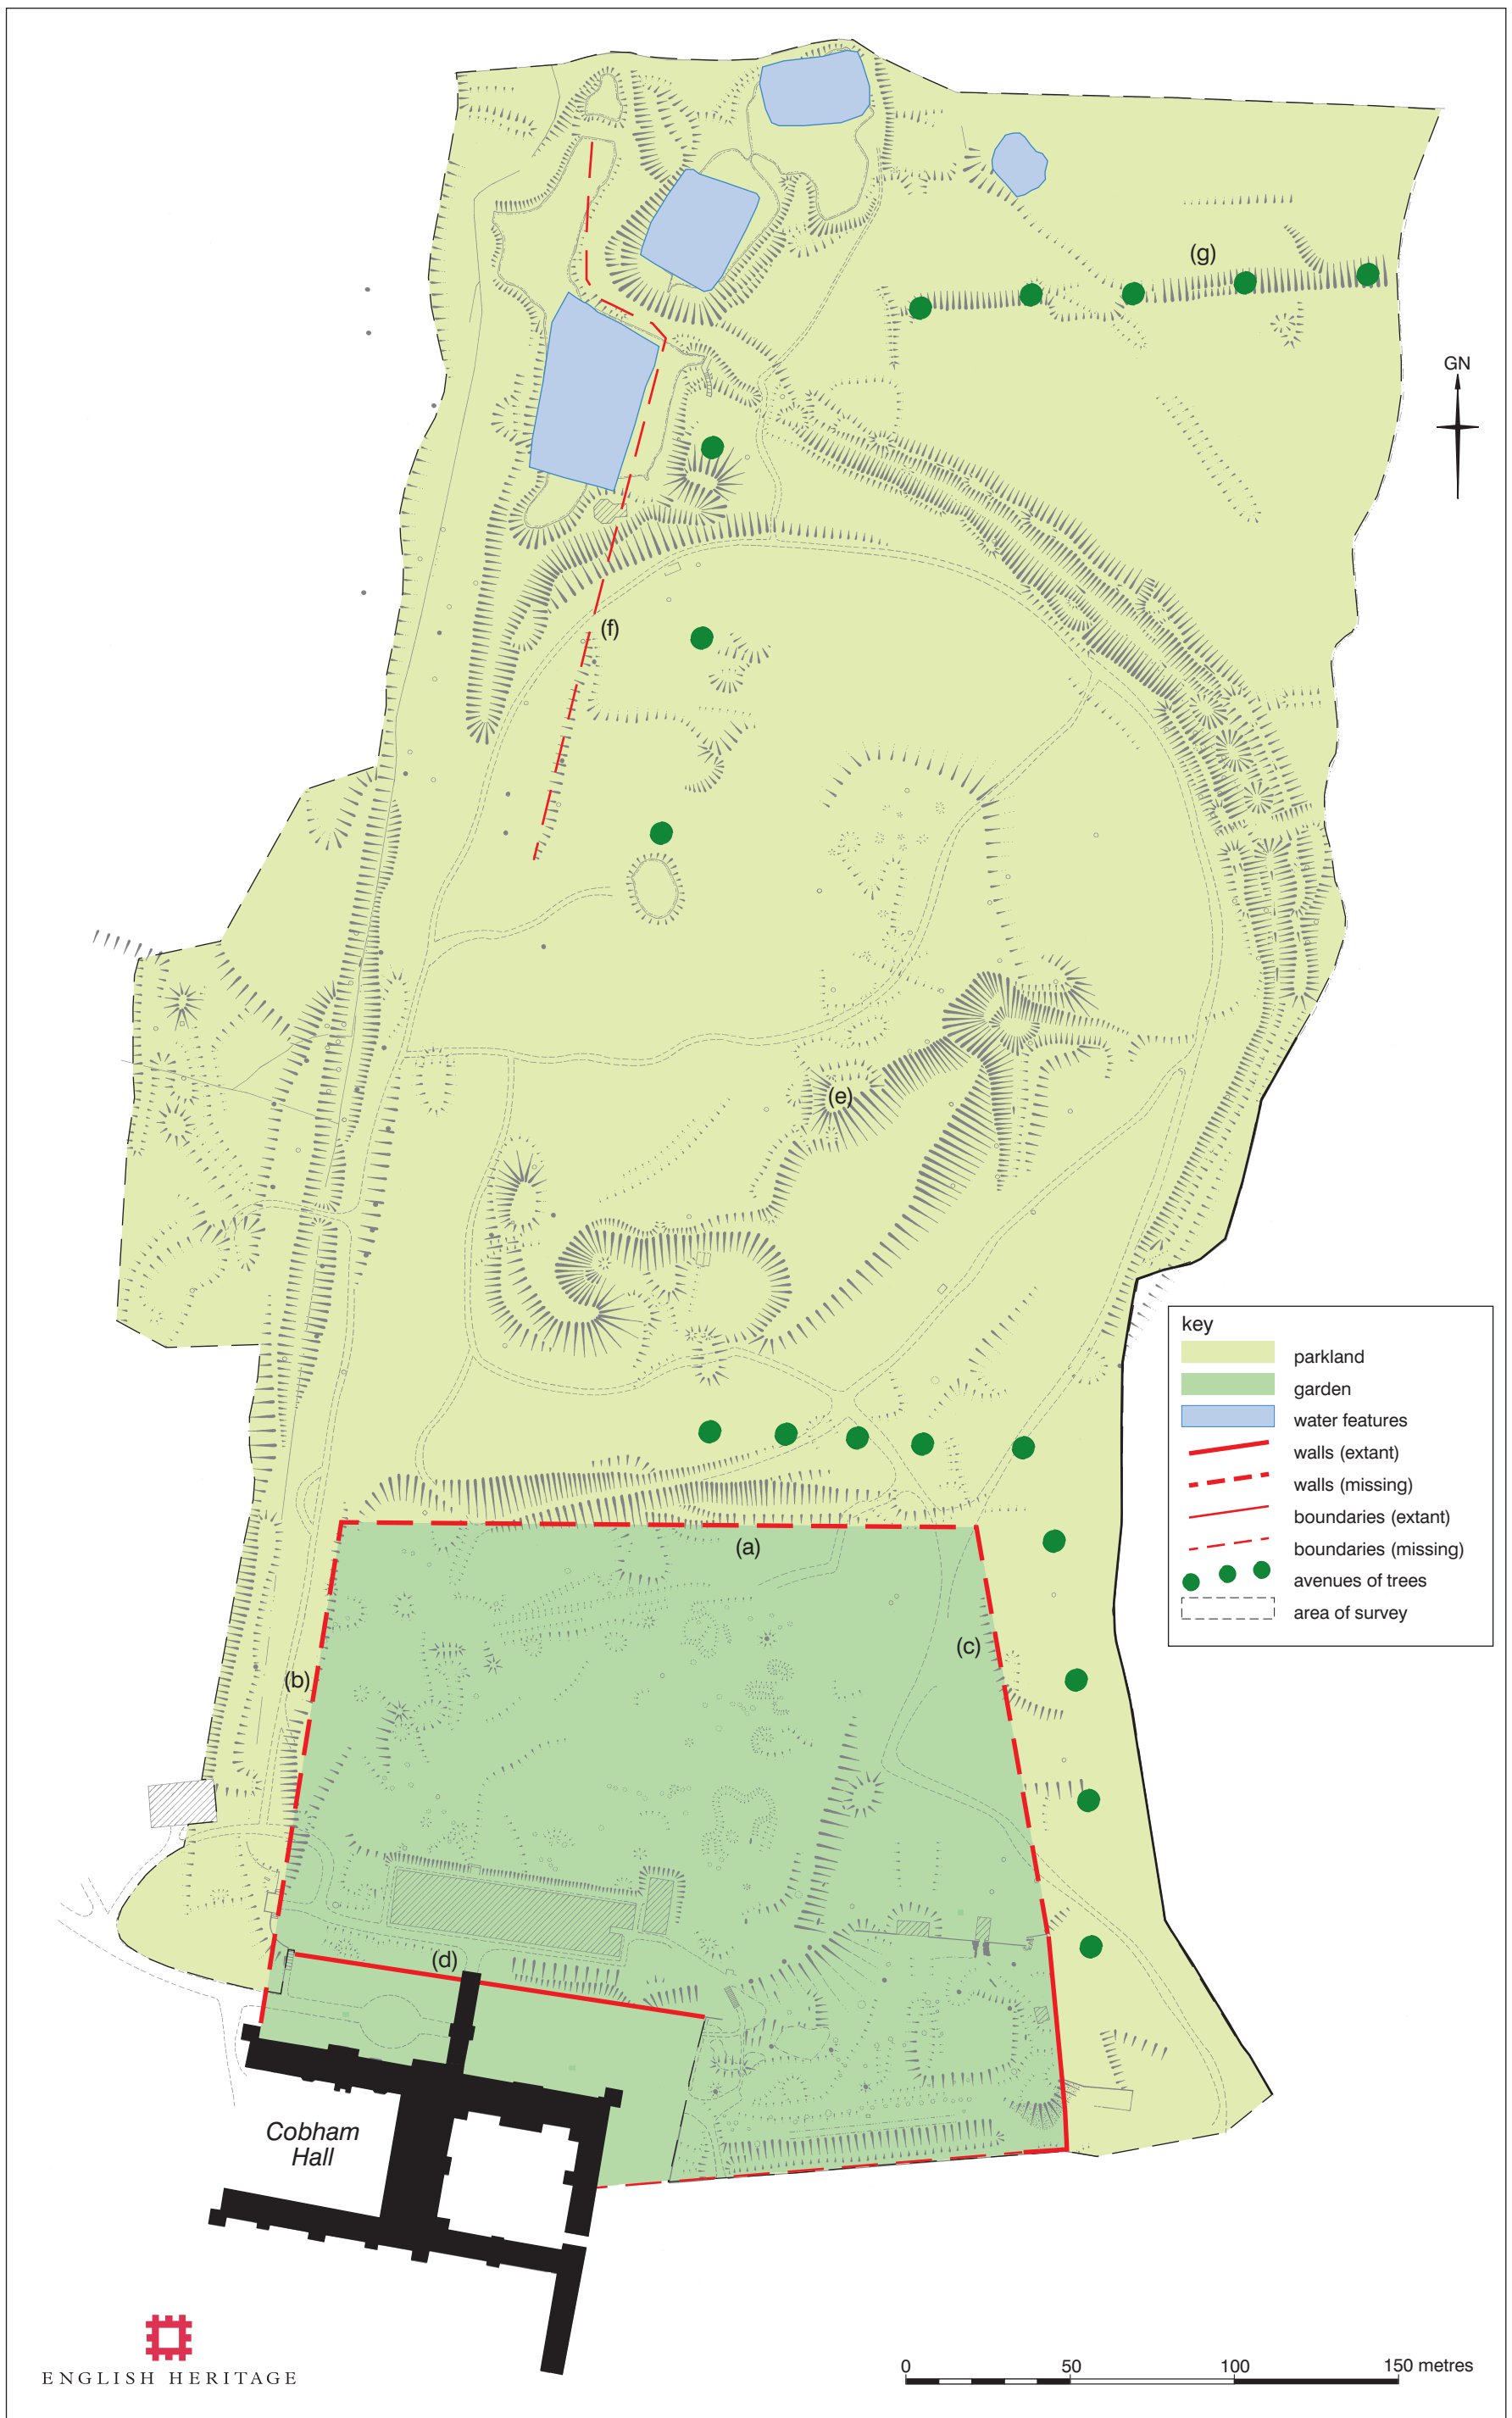 (g)
GN
(f)
(e)
key
parkland
garden
water features
walls (extant)
walls (missing)
boundaries (extant)
boundaries (missing)
avenues of trees
area of survey
(a)
(c)
(b)
(d)
Cobham
Hall
ENGLISH HERITAGE
0 50 100 150 metres